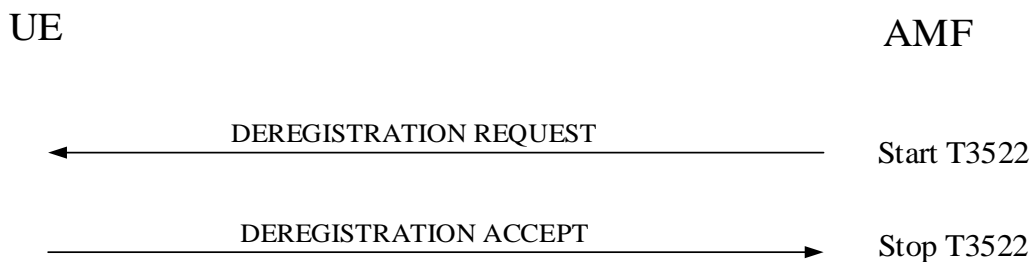 UE
AMF
DEREGISTRATION REQUEST
Start T3522
DEREGISTRATION ACCEPT
Stop T3522